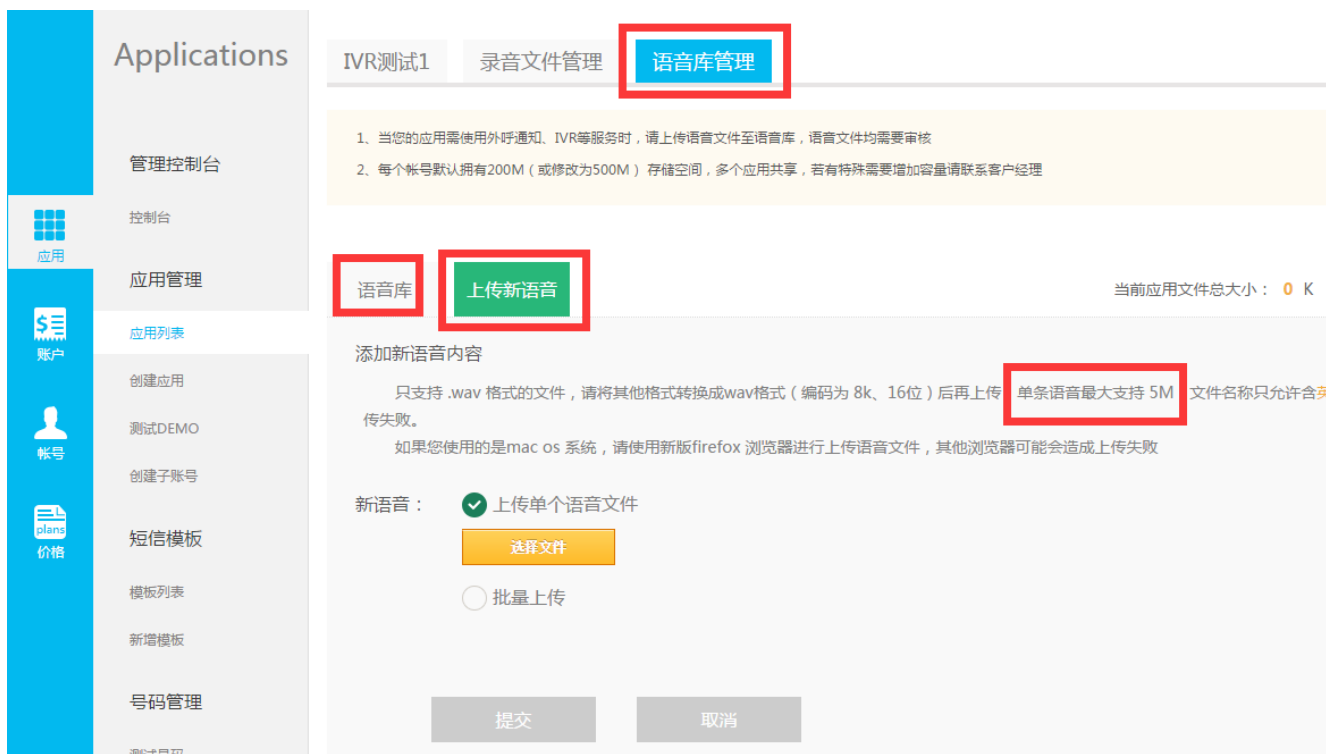 Applications
管理控制台
控制台
应用管理
应用列表
创建应用
测试DEMO
创建子账号
短信模板
模板列表
新增模板
号码管理
应用
$
账户
帐号
plans
价格
IVR测试1
录音文件管理
语音库管理
1、当您的应用需使用外呼通知、IVR等服务时，请上传语音文件至语音库，语音文件均需要审核
2、每个帐号默认拥有200M（或修改为500M）存储空间，多个应用共享，若有特殊需要增加容量请联系客户经理
语音库
上传新语音
当前应用文件总大小： 0 K
添加新语音内容
只支持 .wav 格式的文件，请将其他格式转换成wav格式（编码为 8k、16位）后再上传 单条语音最大支持 5M 文件名称只允许含英
传失败。
如果您使用的是mac os 系统，请使用新版firefox 浏览器进行上传语音文件，其他浏览器可能会造成上传失败
新语音：
上传单个语音文件
选择文件
批量上传
提交
取消